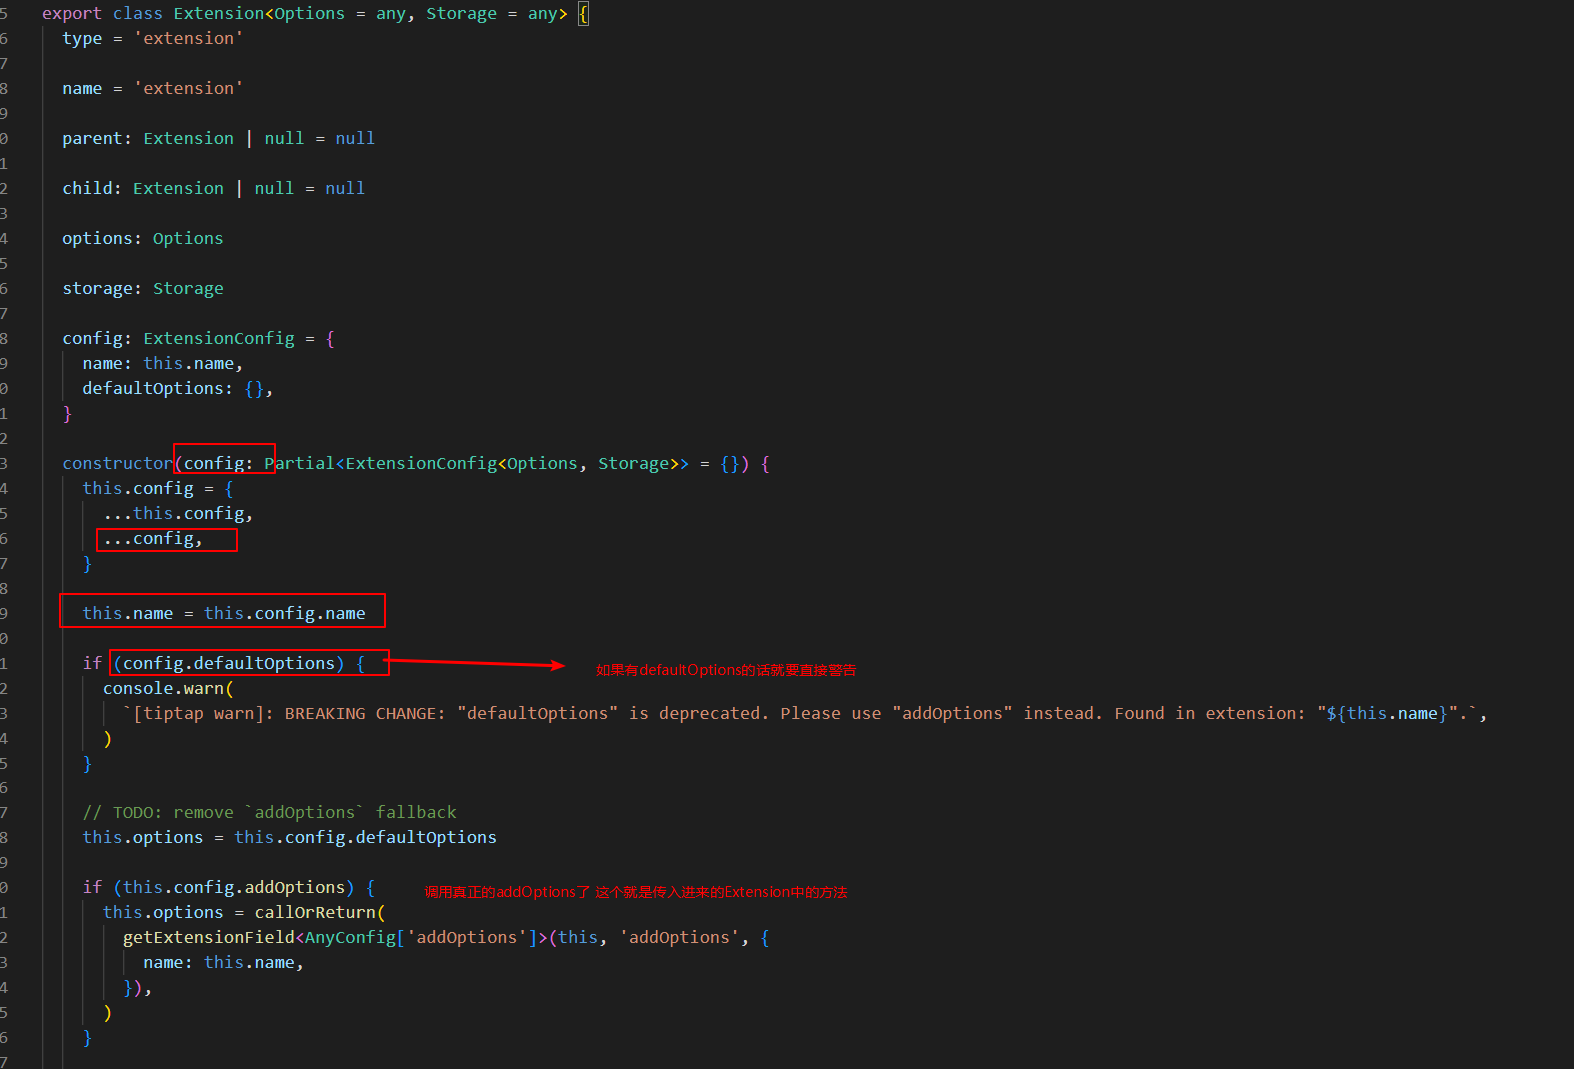 5 export class Extension<Options = any, Storage = any> {
6 type = 'extension'
7
8 name = 'extension'
9
0 parent: Extension | null = null
1
2 child: Extension | null = null
3
4 options: Options
5
6 storage: Storage
7
8 config: ExtensionConfig = {
9 name: this.name,
0 defaultOptions: {},
1 }
2
3 constructor(config: Partial<ExtensionConfig<Options, Storage>> = {}) {
4 this.config = {
5 ...this.config,
6 ...config,
7 }
8
9 this.name = this.config.name
0
1 if (config.defaultOptions) { 如果有defaultOptions的话就要直接警告
2 console.warn(
3 `[tiptap warn]: BREAKING CHANGE: "defaultOptions" is deprecated. Please use "addOptions" instead. Found in extension: "${this.name}".`,
4 )
5 }
6
7 // TODO: remove `addOptions` fallback
8 this.options = this.config.defaultOptions
9
0 if (this.config.addOptions) { 调用真正的addOptions了 这个就是传入进来的Extension中的方法
1 this.options = callOrReturn(
2 getExtensionField<AnyConfig['addOptions']>(this, 'addOptions', {
3 name: this.name,
4 }),
5 )
6 }
7